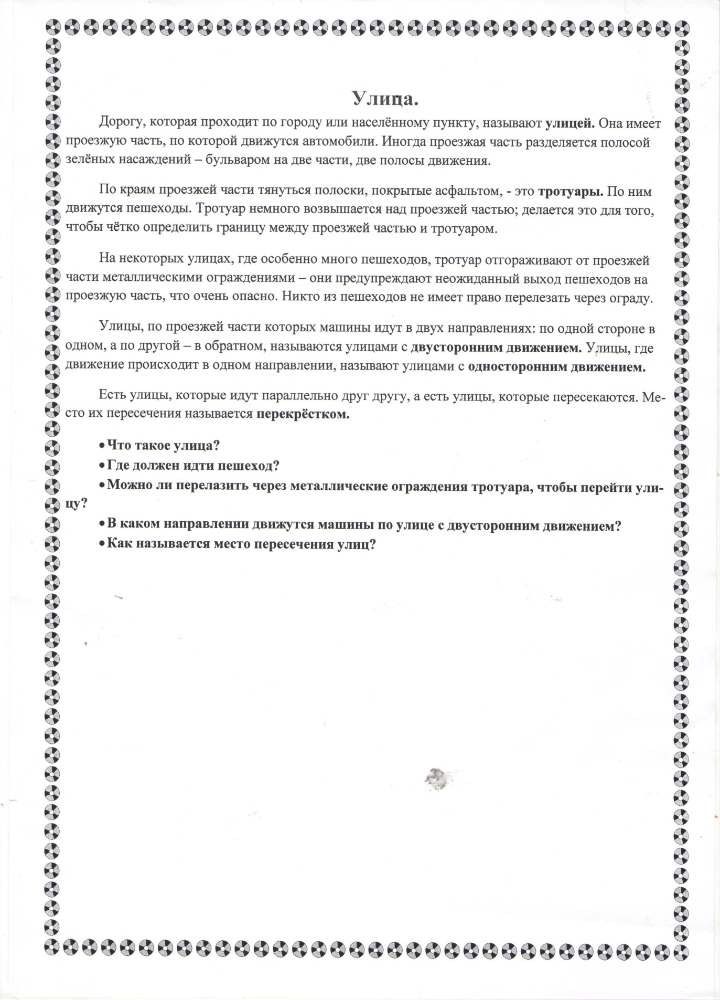 Улица.
Дорогу, которая проходит по городу или населённому пункту, называют улицей. Она имеет
проезжую часть, по которой движутся автомобили. Иногда проезжая часть разделяется полосой
зелёных насаждений – бульваром на две части, две полосы движения.
По краям проезжей части тянуться полоски, покрытые асфальтом, - это тротуары. По ним
движутся пешеходы. Тротуар немного возвышается над проезжей частью; делается это для того,
чтобы чётко определить границу между проезжей частью и тротуаром.
На некоторых улицах, где особенно много пешеходов, тротуар отгораживают от проезжей
части металлическими ограждениями – они предупреждают неожиданный выход пешеходов на
проезжую часть, что очень опасно. Никто из пешеходов не имеет право перелезать через ограду.
Улицы, по проезжей части которых машины идут в двух направлениях: по одной стороне в
одном, а по другой – в обратном, называются улицами с двусторонним движением. Улицы, где
движение происходит в одном направлении, называют улицами с односторонним движением.
Есть улицы, которые идут параллельно друг другу, а есть улицы, которые пересекаются. Ме-
сто их пересечения называется перекрёстком.
•Что такое улица?
•Где должен идти пешеход?
•Можно ли перелазить через металлические ограждения тротуара, чтобы перейти ули-
цу?
•В каком направлении движутся машины по улице с двусторонним движением?
•Как называется место пересечения улиц?